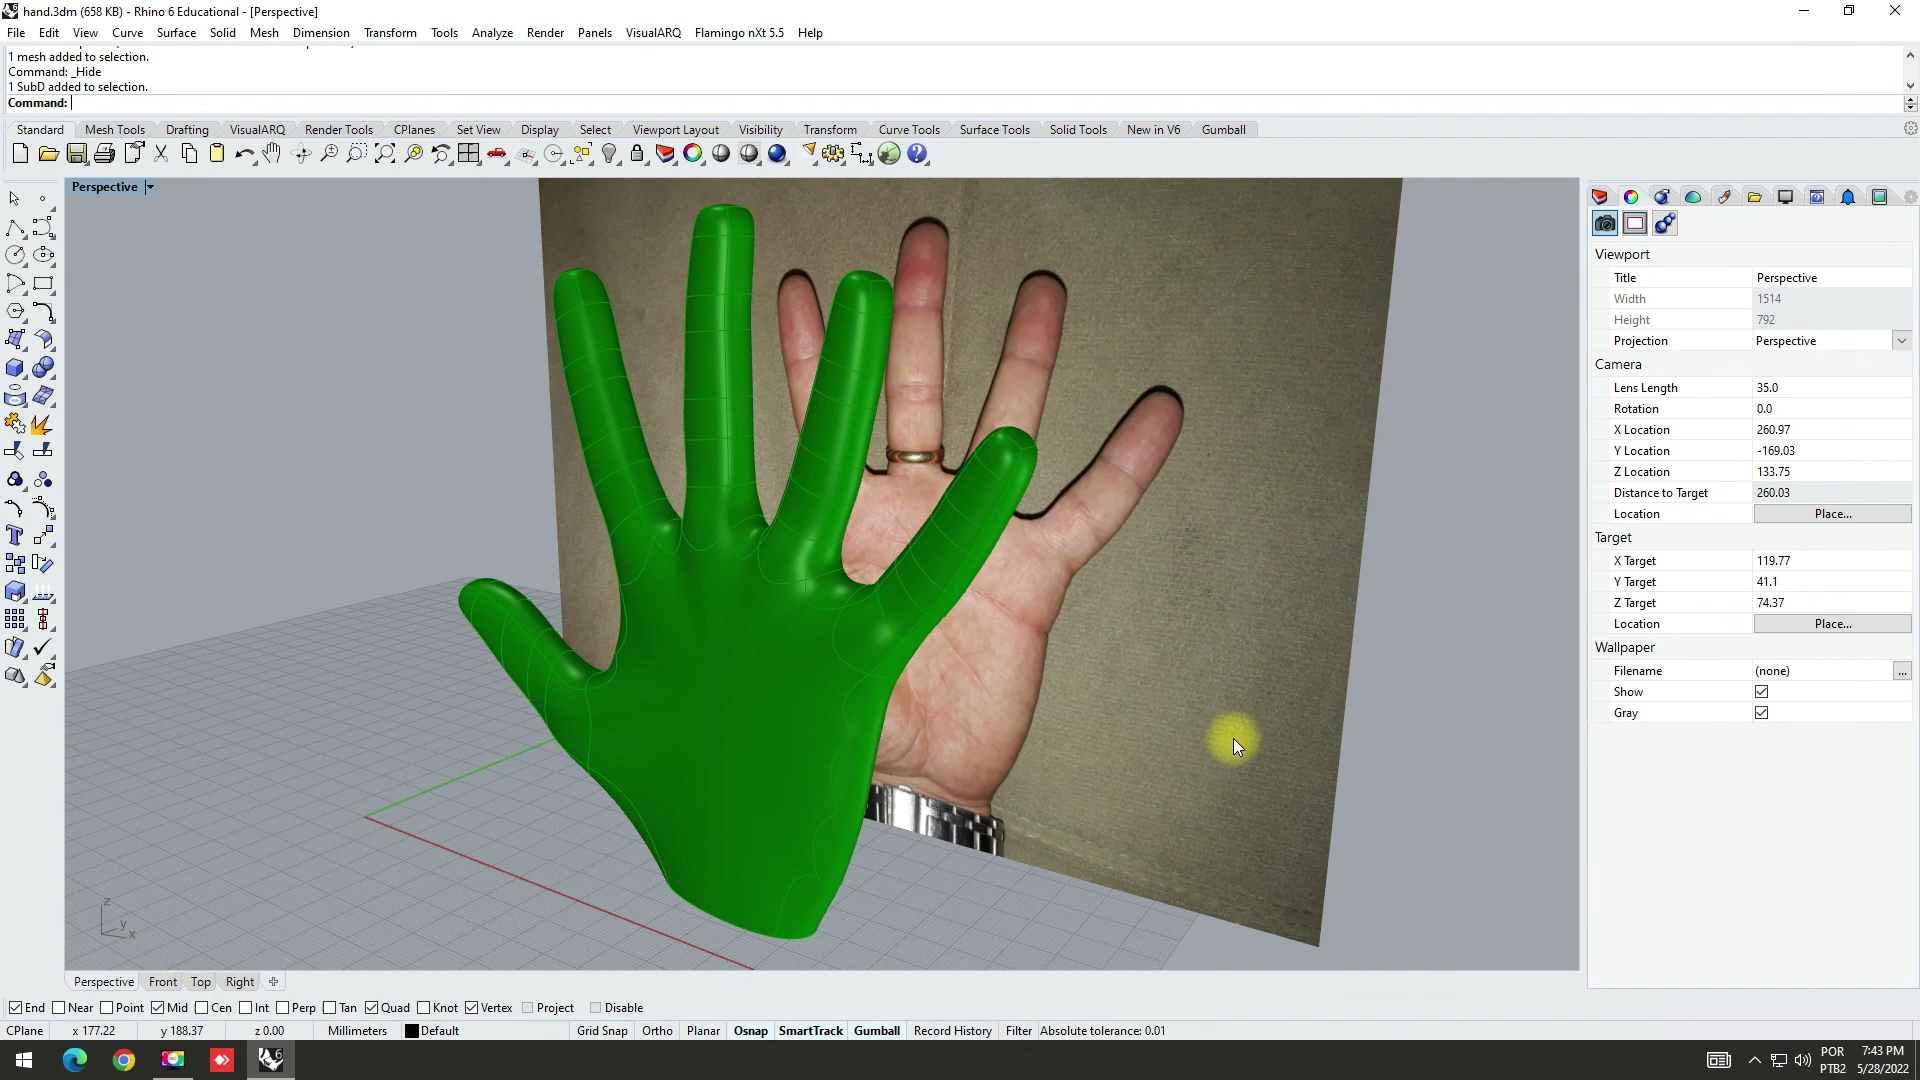 hand.3dm (658 KB) - Rhino 6 Educational - [Perspective]
File Edit View Curve Surface Solid Mesh Dimension Transform Tools Analyze Render Panels VisualARQ Flamingo nXt 5.5 Help
1 mesh added to selection.
Command: _Hide
1 SubD added to selection.
Command:
Standard Mesh Tools Drafting VisualARQ Render Tools CPlanes Set View Display Select Viewport Layout Visibility Transform Curve Tools Surface Tools Solid Tools New in V6 Gumball
Perspective
Viewport
Title Perspective
Width 1514
Height 792
Projection Perspective
Camera
Lens Length 35.0
Rotation 0.0
X Location 260.97
Y Location -169.03
Z Location 133.75
Distance to Target 260.03
Location Place...
Target
X Target 119.77
Y Target 41.1
Z Target 74.37
Location Place...
Wallpaper
Filename (none) ...
Show
Gray
z
y
x
Perspective Front Top Right
End Near Point Mid Cen Int Perp Tan Quad Knot Vertex Project Disable
CPlane x 177.22 y 188.37 z 0.00 Millimeters Default Grid Snap Ortho Planar Osnap SmartTrack Gumball Record History Filter Absolute tolerance: 0.01
POR 7:43 PM
PTB2 5/28/2022